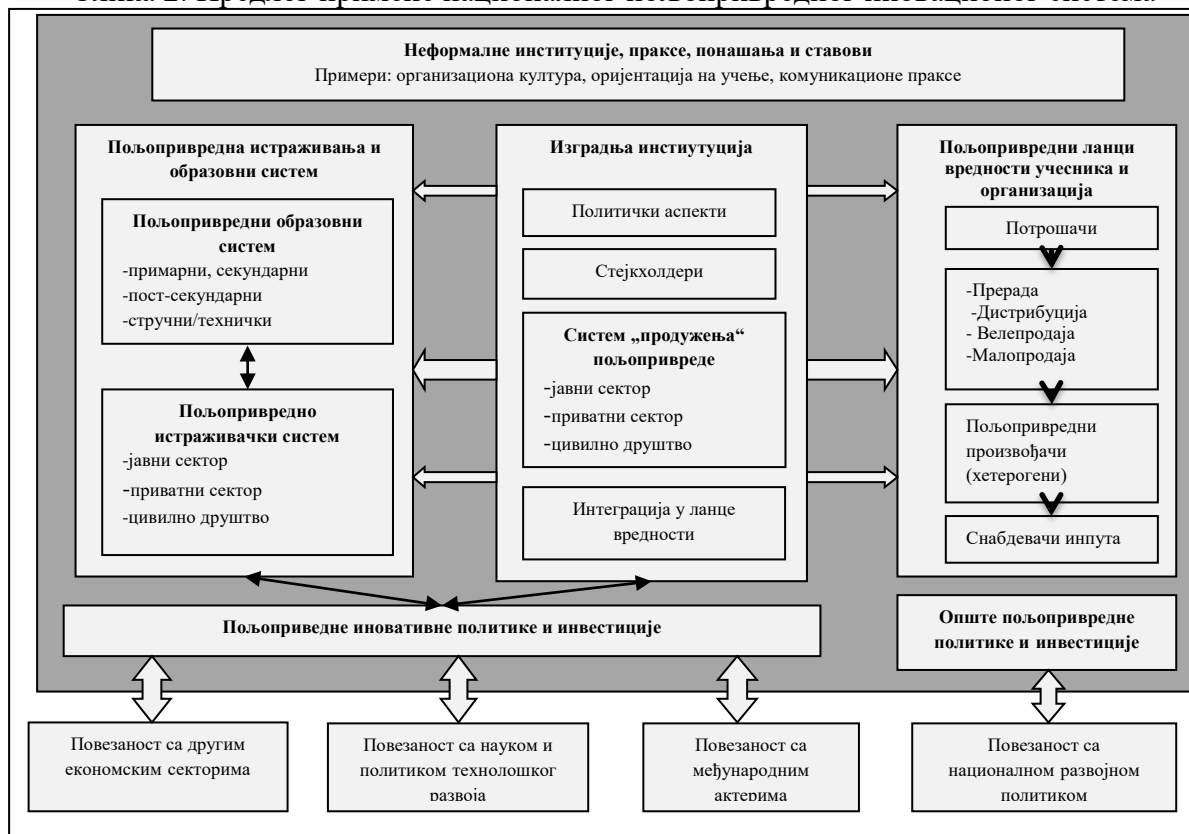 Неформалне институције, праксе, понашања и ставови
Примери: организациона култура, оријентација на учење, комуникационе праксе
Пољопривредна истраживања и
образовни систем
Пољопривредни образовни
систем
-примарни, секундарни
-пост-секундарни
-стручни/технички
Пољопривредно
истраживачки систем
-јавни сектор
-приватни сектор
-цивилно друштво
Изградња инстиутуција
Политички аспекти
Стејкхолдери
Систем „продужења“
пољопривреде
-јавни сектор
-приватни сектор
-цивилно друштво
Интеграција у ланце
вредности
Пољопривредни ланци
вредности учесника и
организација
Потрошачи
-Прерада
-Дистрибуција
- Велепродаја
-Малопродаја
Пољопривредни
произвођачи
(хетерогени)
Снабдевачи инпута
Пољоприведне иновативне политике и инвестиције
Опште пољопривредне
политике и инвестиције
Повезаност са другим
економским секторима
Повезаност са науком и
политиком технолошког
развоја
Повезаност са
међународним
актерима
Повезаност са
националном развојном
политиком